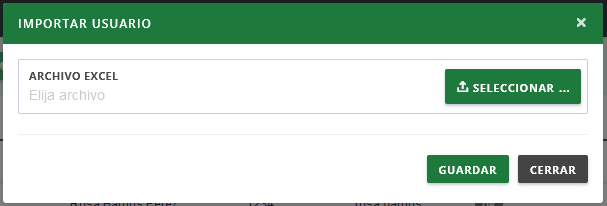 IMPORTAR USUARIO ×
ARCHIVO EXCEL
Elija archivo
SELECCIONAR ...
GUARDAR CERRAR